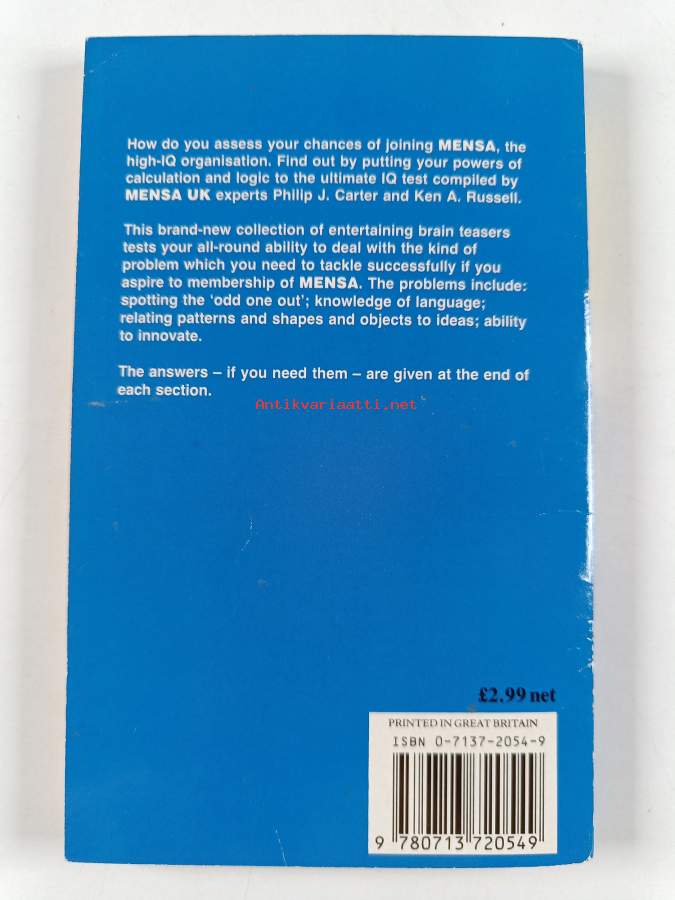 How do you assess your chances of joining MENSA, the
high-IQ organisation. Find out by putting your powers of
calculation and logic to the ultimate IQ test compiled by
MENSA UK experts Philip J. Carter and Ken A. Russell.
This brand-new collection of entertaining brain teasers
tests your all-round ability to deal with the kind of
problem which you need to tackle successfully if you
aspire to membership of MENSA. The problems include:
spotting the ‘odd one out’; knowledge of language;
relating patterns and shapes and objects to ideas; ability
to innovate.
The answers – if you need them – are given at the end of
each section.
Antikvariaatti.net
£2.99 net
PRINTED IN GREAT BRITAIN
ISBN 0-7137-2054-9
9 780713 720549